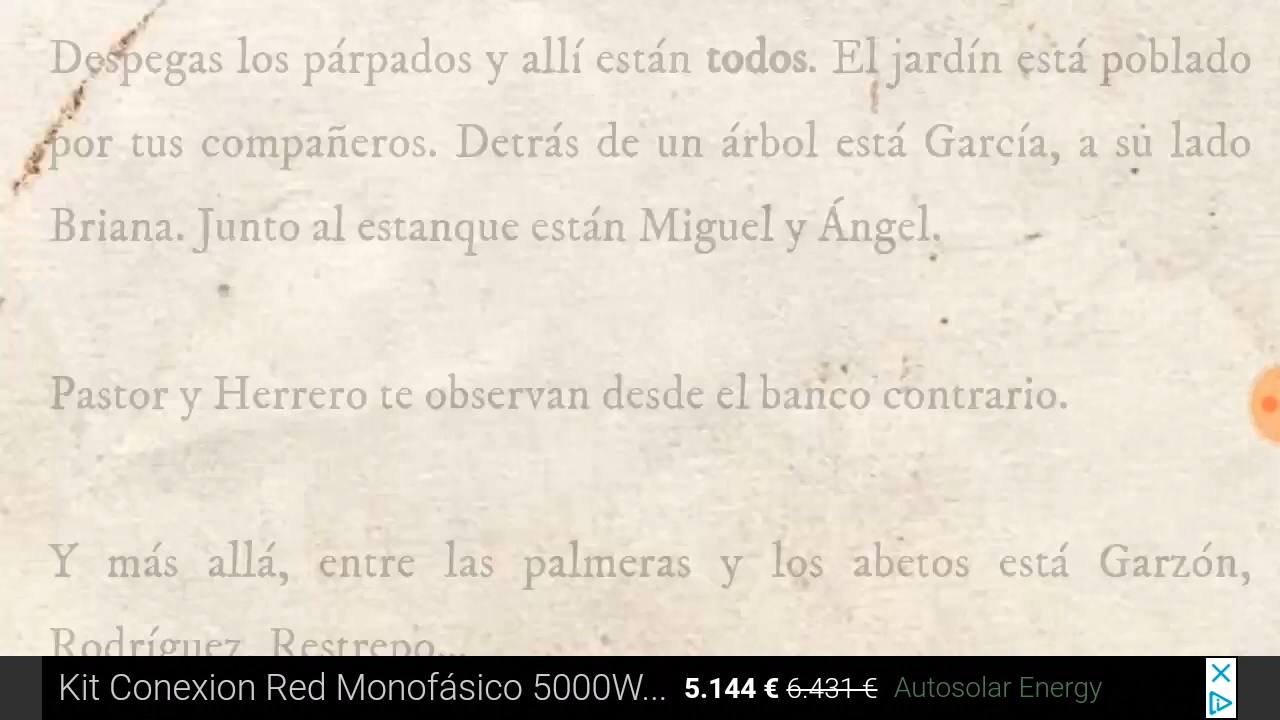 Despegas los párpados y allí están todos. El jardín está poblado
por tus compañeros. Detrás de un árbol está García, a su lado
Briana. Junto al estanque están Miguel y Ángel.
Pastor y Herrero te observan desde el banco contrario.
Y más allá, entre las palmeras y los abetos está Garzón,
Rodríguez, Restrepo...
Kit Conexion Red Monofásico 5000W... 5.144 € 6.431 € Autosolar Energy